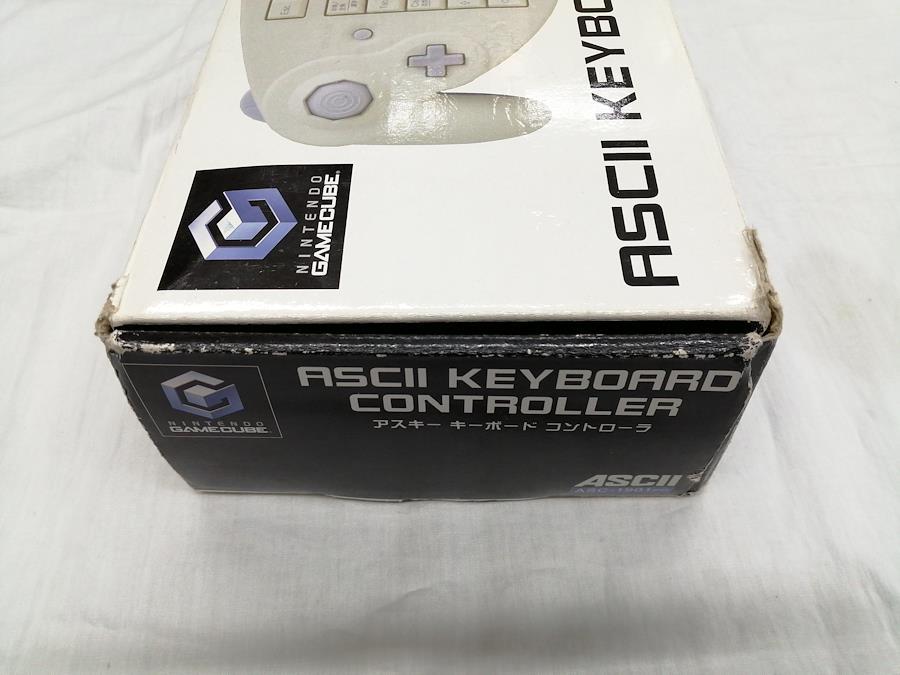 Esc
NINTENDO
GAMECUBE
ASCII KEYBO
ASCII KEYBOARD
CONTROLLER
アスキー キーボード コントローラ
NINTENDO
GAMECUBE
ASCII